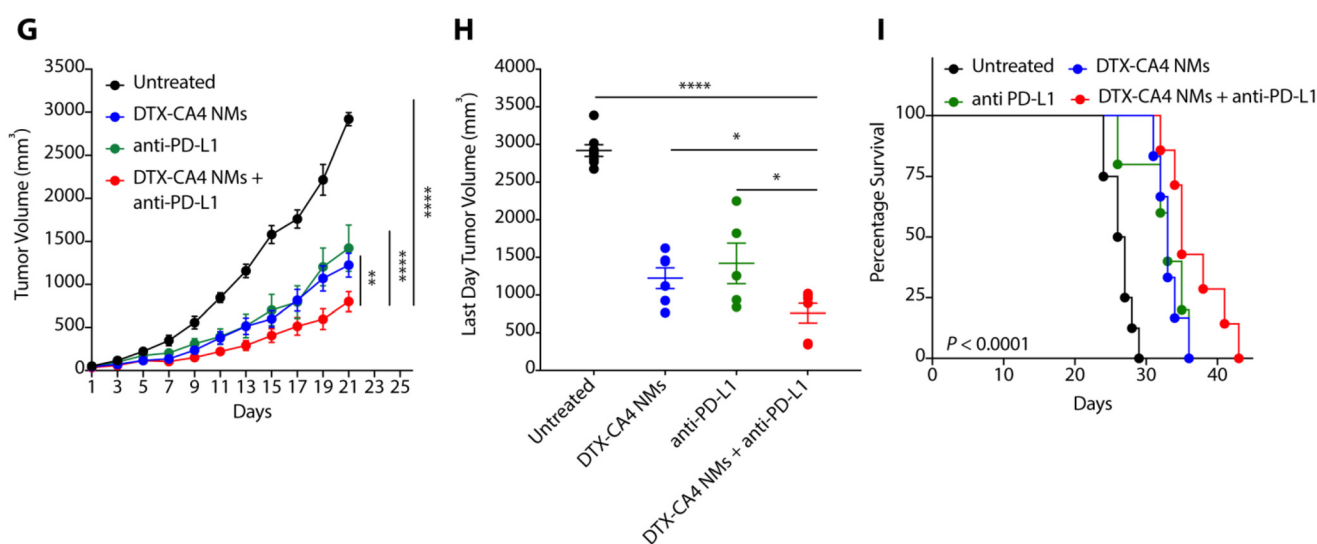 G
Tumor Volume (mm³)
3500
3000
2500
2000
1500
1000
500
0
Untreated
DTX-CA4 NMs
anti-PD-L1
DTX-CA4 NMs +
anti-PD-L1
**
****
****
1 3 5 7 9 11 13 15 17 19 21 23 25
Days
H
Last Day Tumor Volume (mm³)
4000
3500
3000
2500
2000
1500
1000
500
0
****
*
*
Untreated
DTX-CA4 NMs
anti-PD-L1
DTX-CA4 NMs + anti-PD-L1
I
Untreated
DTX-CA4 NMs
anti PD-L1
DTX-CA4 NMs + anti-PD-L1
Percentage Survival
100
75
50
25
0
P < 0.0001
0 10 20 30 40
Days